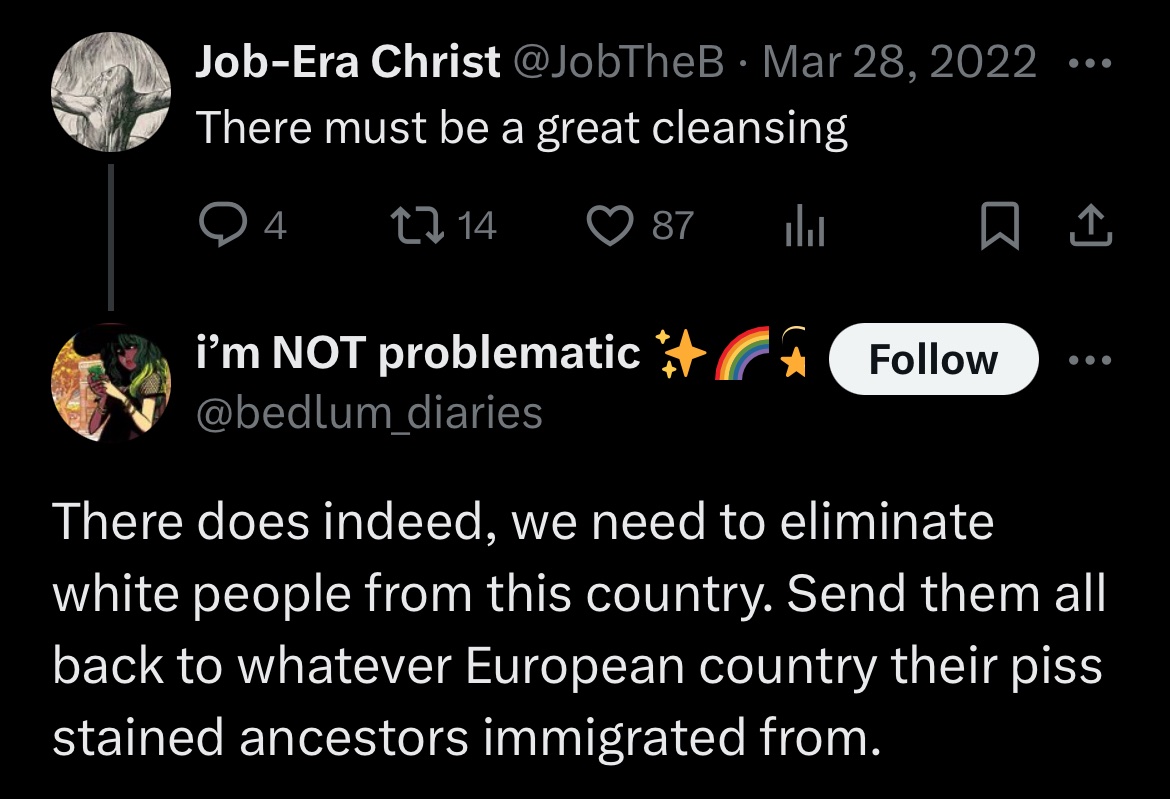 Job-Era Christ @JobTheB · Mar 28, 2022
There must be a great cleansing
4 14 87
i'm NOT problematic ✨🌈
Follow
@bedlum_diaries
There does indeed, we need to eliminate
white people from this country. Send them all
back to whatever European country their piss
stained ancestors immigrated from.